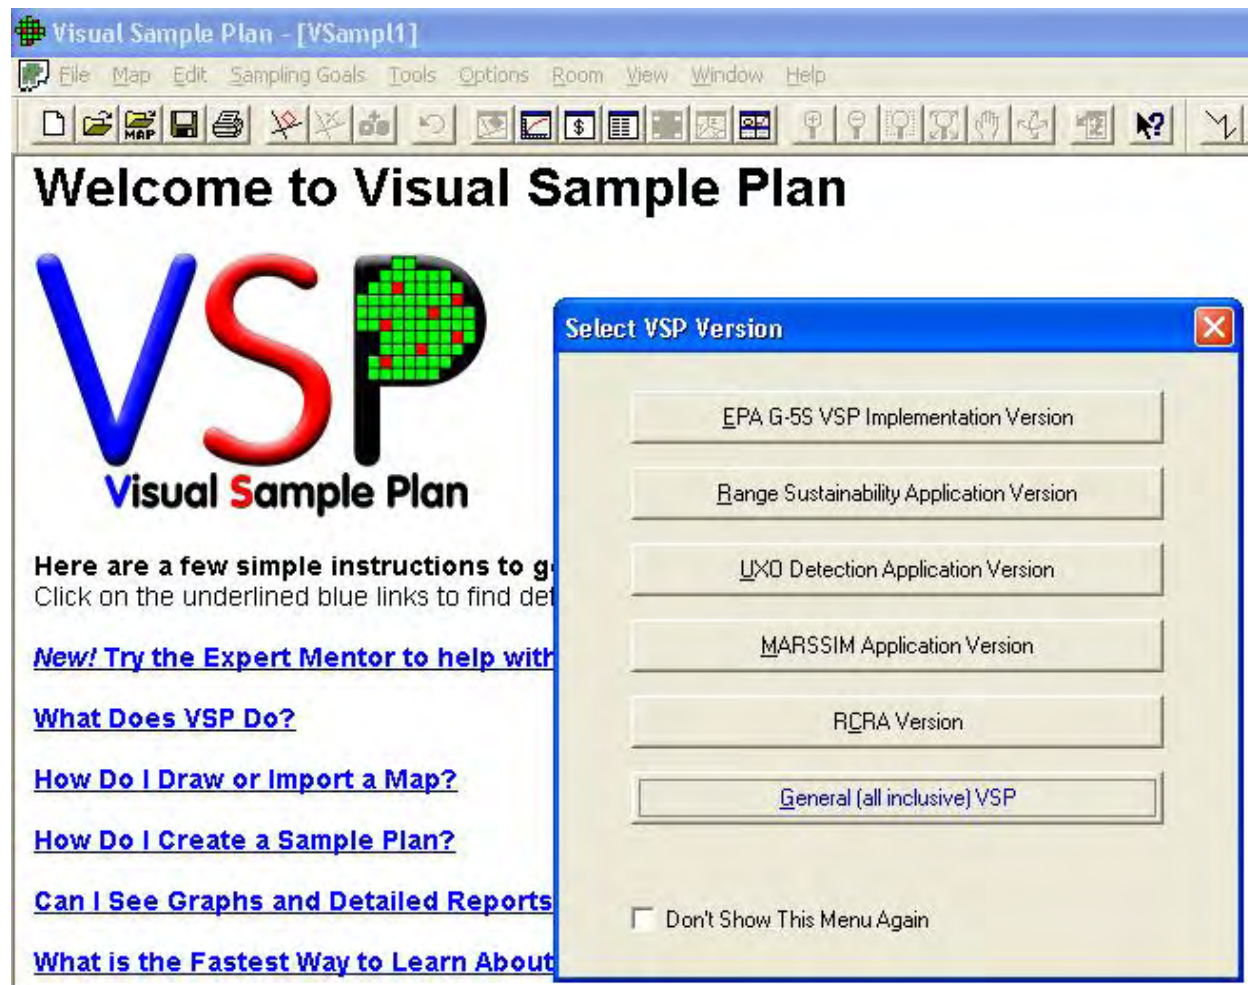 Visual Sample Plan - [VSampl1]
File Map Edit Sampling Goals Tools Options Room View Window Help
MAP $ ?
Welcome to Visual Sample Plan
VSP
Visual Sample Plan
Here are a few simple instructions to g
Click on the underlined blue links to find det
New! Try the Expert Mentor to help with
What Does VSP Do?
How Do I Draw or Import a Map?
How Do I Create a Sample Plan?
Can I See Graphs and Detailed Reports
What is the Fastest Way to Learn About
Select VSP Version
EPA G-5S VSP Implementation Version
Range Sustainability Application Version
UXO Detection Application Version
MARSSIM Application Version
RCRA Version
General (all inclusive) VSP
Don't Show This Menu Again